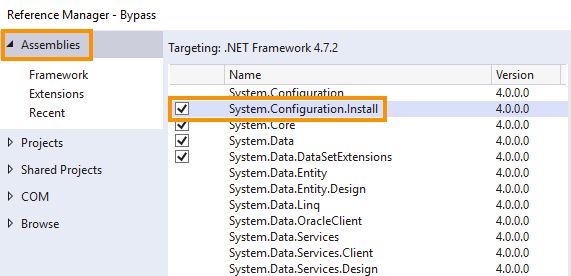 Reference Manager - Bypass
Assemblies
Framework
Extensions
Recent
Projects
Shared Projects
COM
Browse
Targeting: .NET Framework 4.7.2
Name Version
System.Configuration 4.0.0.0
System.Configuration.Install 4.0.0.0
System.Core 4.0.0.0
System.Data 4.0.0.0
System.Data.DataSetExtensions 4.0.0.0
System.Data.Entity 4.0.0.0
System.Data.Entity.Design 4.0.0.0
System.Data.Linq 4.0.0.0
System.Data.OracleClient 4.0.0.0
System.Data.Services 4.0.0.0
System.Data.Services.Client 4.0.0.0
System.Data.Services.Design 4.0.0.0